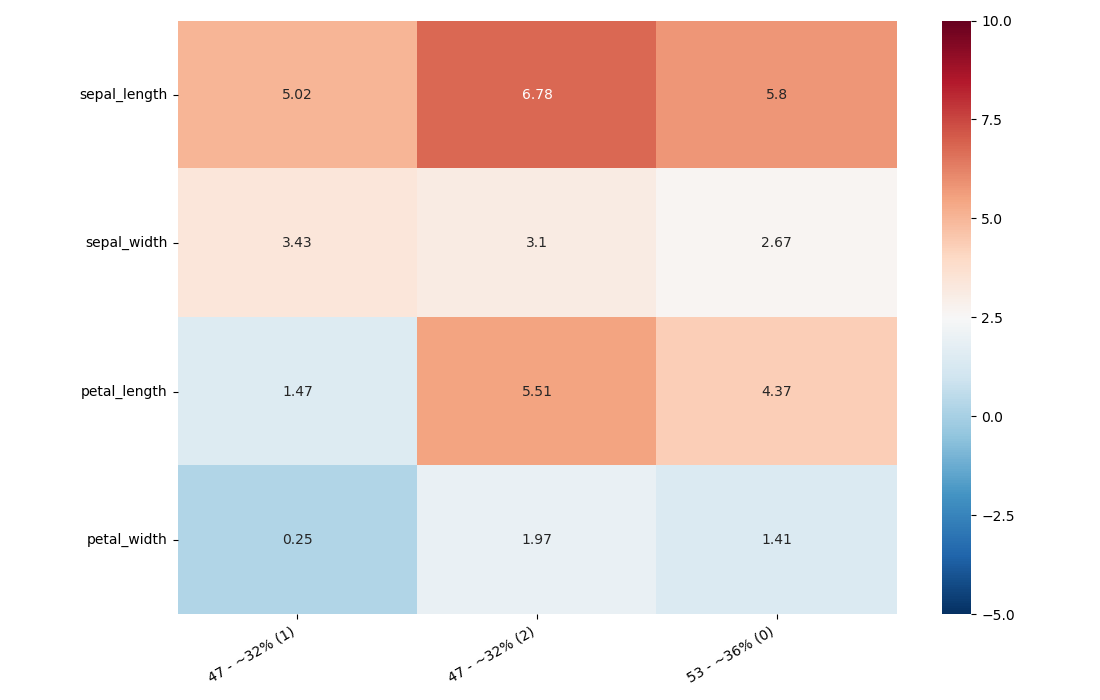 sepal_length
5.02
6.78
5.8
sepal_width
3.43
3.1
2.67
petal_length
1.47
5.51
4.37
petal_width
0.25
1.97
1.41
47 - ~32% (1)
47 - ~32% (2)
53 - ~36% (0)
10.0
7.5
5.0
2.5
0.0
−2.5
−5.0